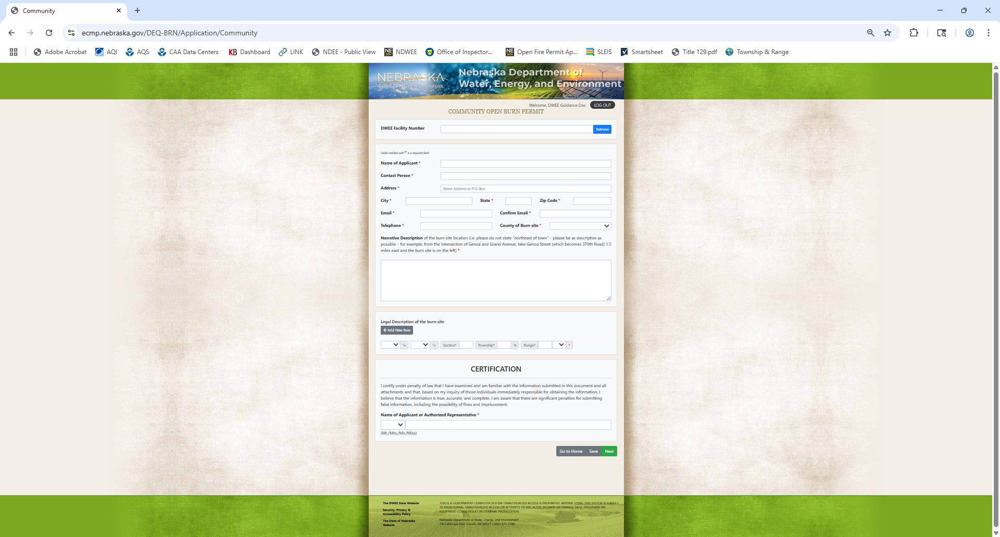 Community
ecmp.nebraska.gov/DEQ-BRN/Application/Community
Adobe Acrobat AQI AQS CAA Data Centers KB Dashboard LINK NDEE - Public View NDWEE Office of Inspector... Open Fire Permit Ap... SLEIS Smartsheet Title 129.pdf Township & Range
NEBRASKA
Good Life. Great Resources.
Nebraska Department of
Water, Energy, and Environment
Welcome, DWEE Guidance Doc. LOG OUT
COMMUNITY OPEN BURN PERMIT
DWEE Facility Number Retrieve
Fields marked with * is a required field
Name of Applicant *
Contact Person *
Address * Street Address or P.O. Box
City * State * Zip Code *
Email * Confirm Email *
Telephone * County of Burn-site *
Narrative Description of the burn site location (i.e. please do not state "northeast of town" – please be as descriptive as
possible – for example, from the intersection of Genoa and Grand Avenue, take Genoa Street (which becomes 370th Road) 1.5
miles east and the burn site is on the left) *
Legal Description of the burn-site
+ Add New Row
¼ ¼ Section* Township* N Range* *
CERTIFICATION
I certify under penalty of law that I have examined and am familiar with the information submitted in this document and all
attachments and that, based on my inquiry of those individuals immediately responsible for obtaining the information, I
believe that the information is true, accurate, and complete. I am aware that there are significant penalties for submitting
false information, including the possibility of fines and imprisonment.
Name of Applicant or Authorized Representative *
(Mr./Mrs./Ms./Miss)
Go to Home Save Next
The DWEE State Website
Security, Privacy &
Accessibility Policy
The State of Nebraska
Website
THIS IS A GOVERNMENT COMPUTER SYSTEM. UNAUTHORIZED ACCESS IS PROHIBITED. ANYONE USING THIS SYSTEM IS SUBJECT
TO MONITORING. UNAUTHORIZED ACCESS OR ATTEMPTS TO USE, ALTER, DESTROY OR DAMAGE DATA, PROGRAMS OR
EQUIPMENT COULD RESULT IN CRIMINAL PROSECUTION.
Nebraska Department of Water, Energy, and Environment
245 Fallbrook Blvd, Lincoln, NE 68521 • (402) 471-2186